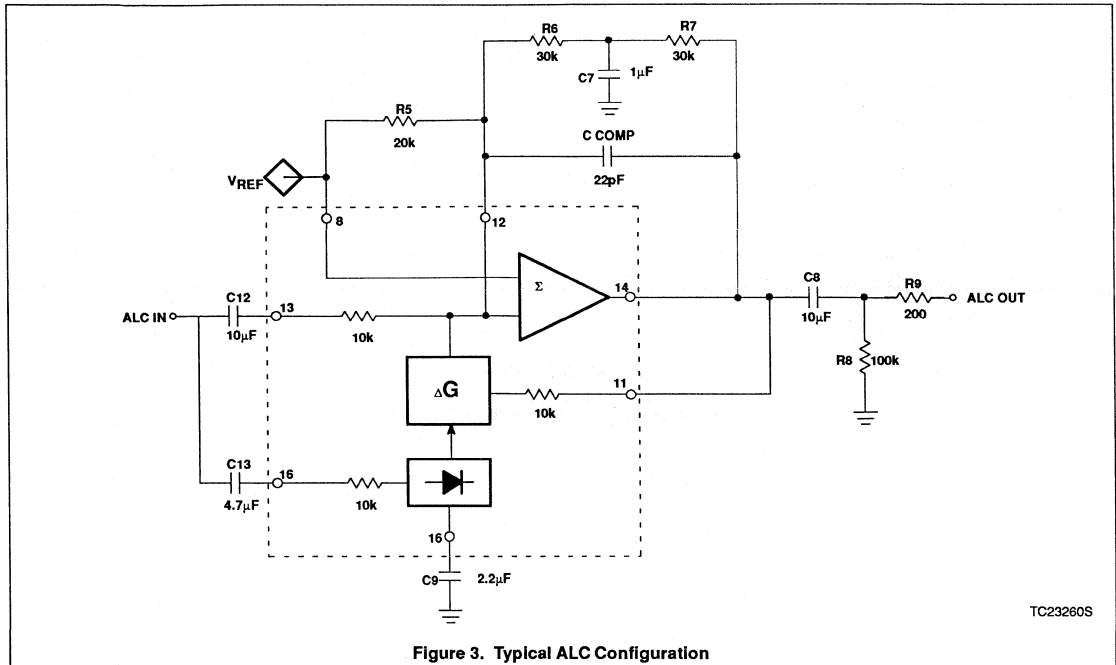 R6
30k
R7
30k
C7
1µF
R5
20k
C COMP
22pF
VREF
8
12
Σ
14
C8
10µF
R9
200
ALC OUT
C12
10µF
ALC IN
13
10k
R8
100k
ΔG
11
10k
C13
4.7µF
16
10k
16
C9
2.2µF
TC23260S
Figure 3. Typical ALC Configuration